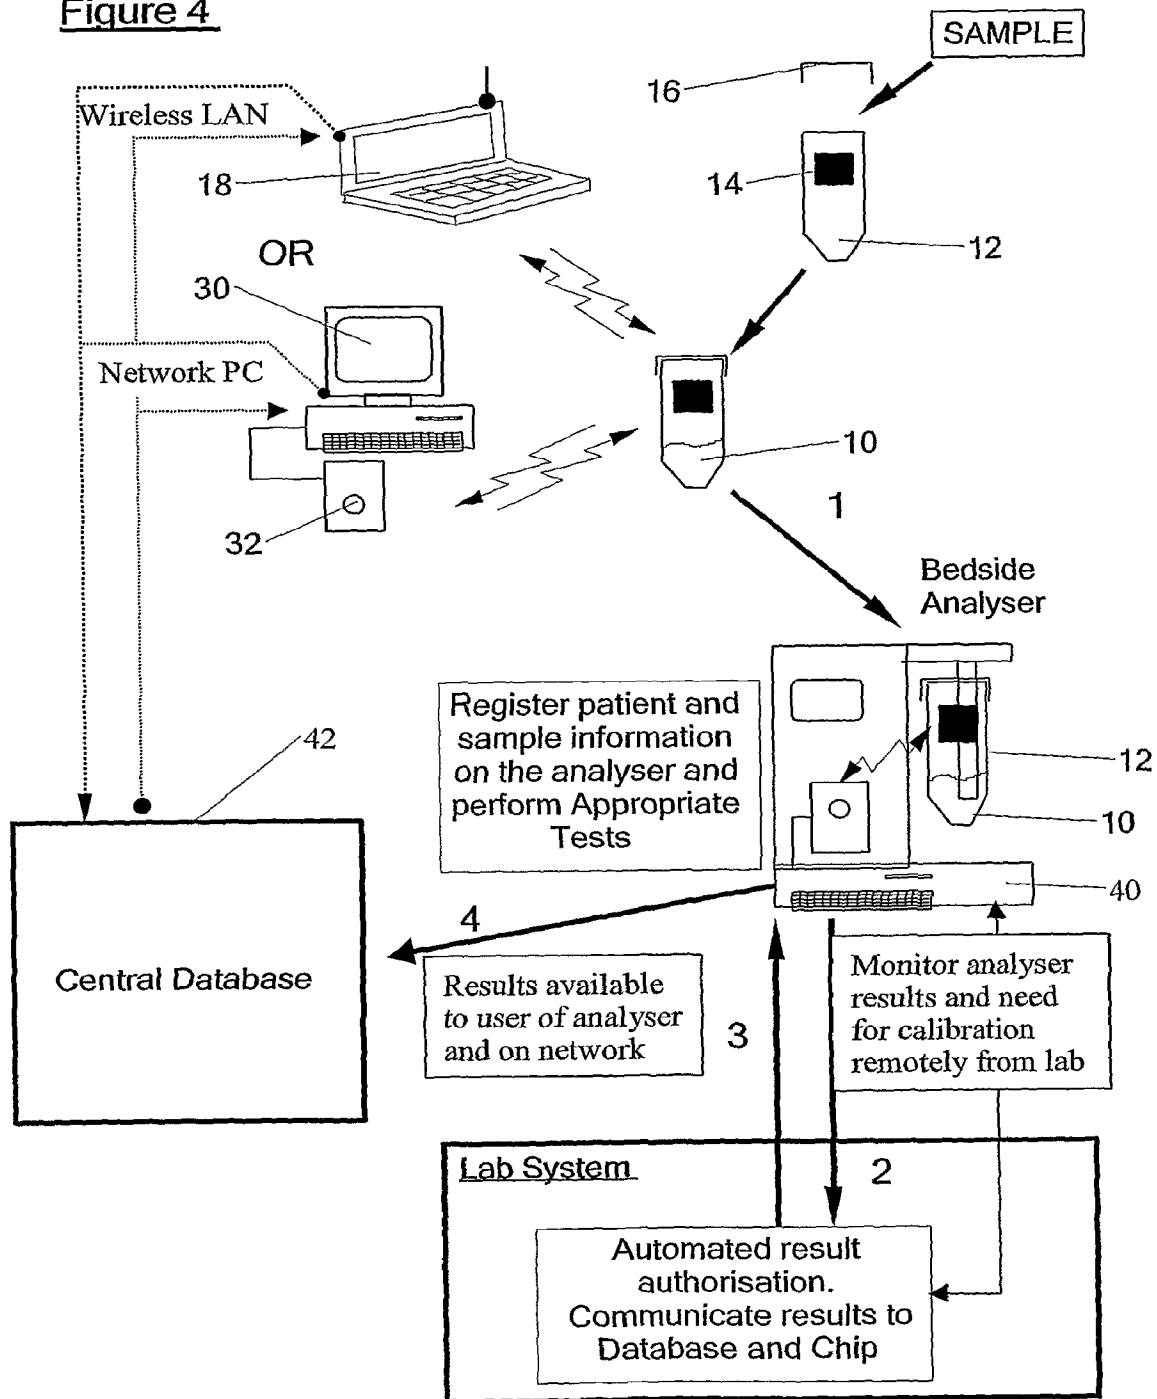 Figure 4
SAMPLE
16
Wireless LAN
18
14
12
OR
30
Network PC
10
32
1
Bedside
Analyser
Register patient and
sample information
on the analyser and
perform Appropriate
Tests
42
12
10
40
4
Central Database
Results available
to user of analyser
and on network
3
Monitor analyser
results and need
for calibration
remotely from lab
Lab System
2
Automated result
authorisation.
Communicate results to
Database and Chip